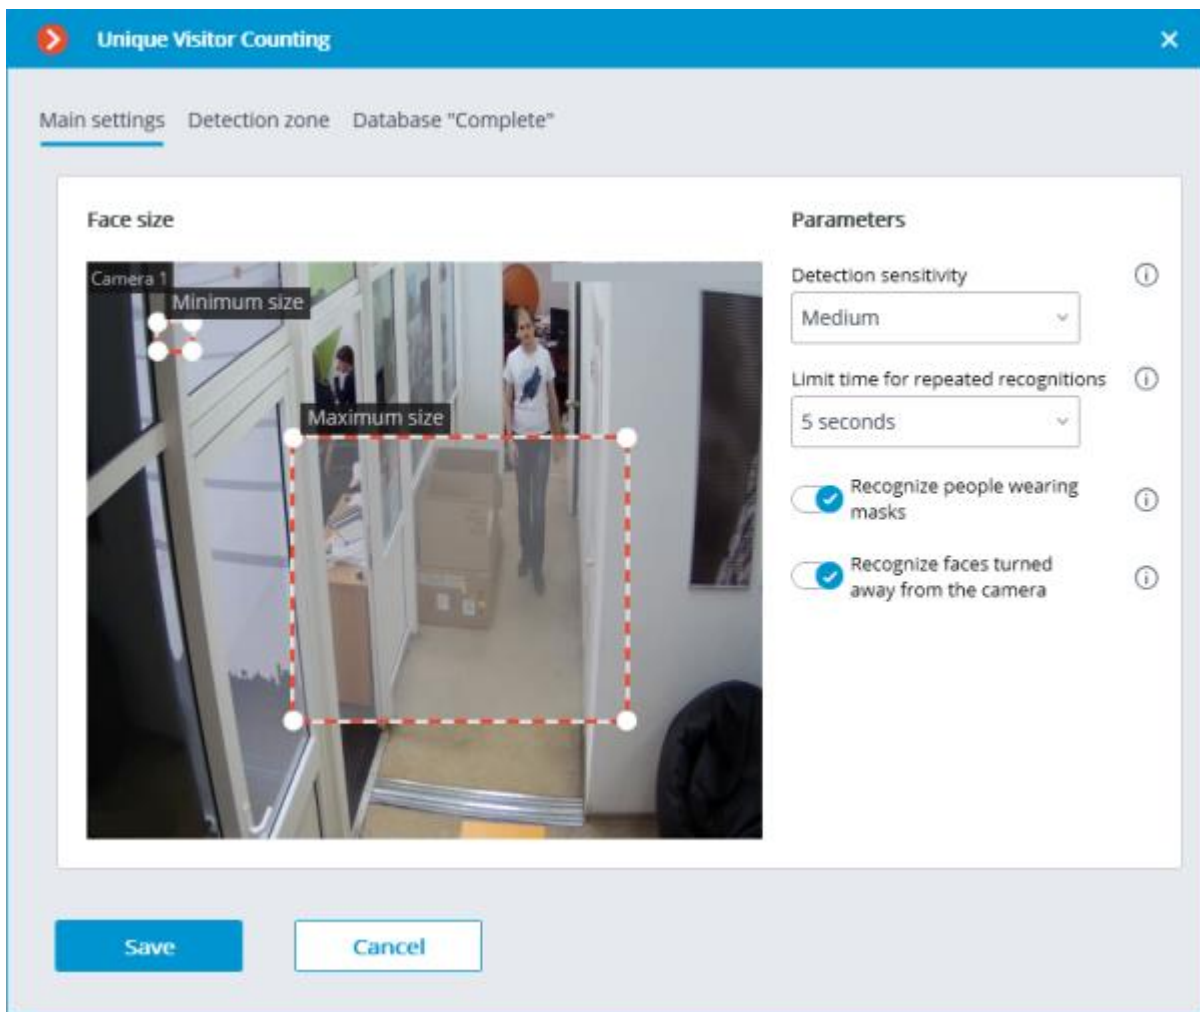 Unique Visitor Counting
Main settings
Detection zone
Database "Complete"
Face size
Camera 1
Minimum size
Maximum size
Parameters
Detection sensitivity
Medium
Limit time for repeated recognitions
5 seconds
Recognize people wearing
masks
Recognize faces turned
away from the camera
Save
Cancel